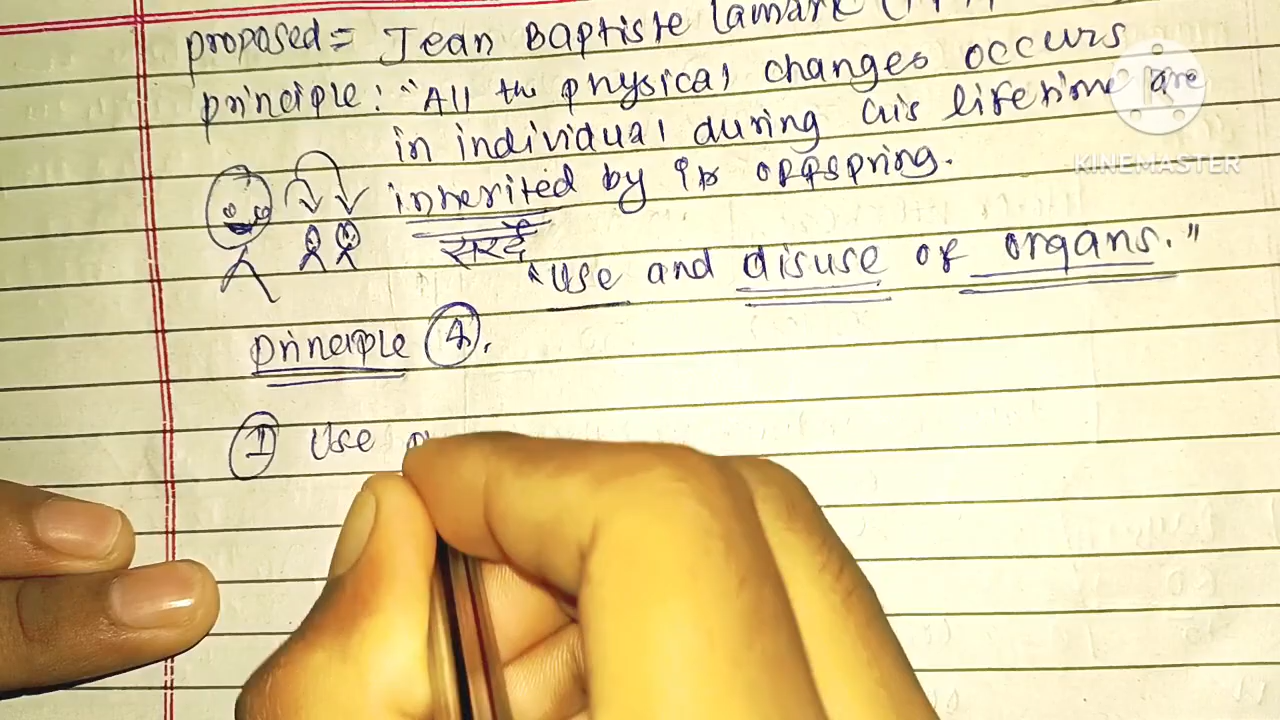 proposed = Jean Baptiste Lamark
principle: "All the physical changes occurs
in individual during his lifetime are
KINEMASTER
inherited by its offspring.
सरदे
"Use and disuse of organs."
principle 4.
I Use